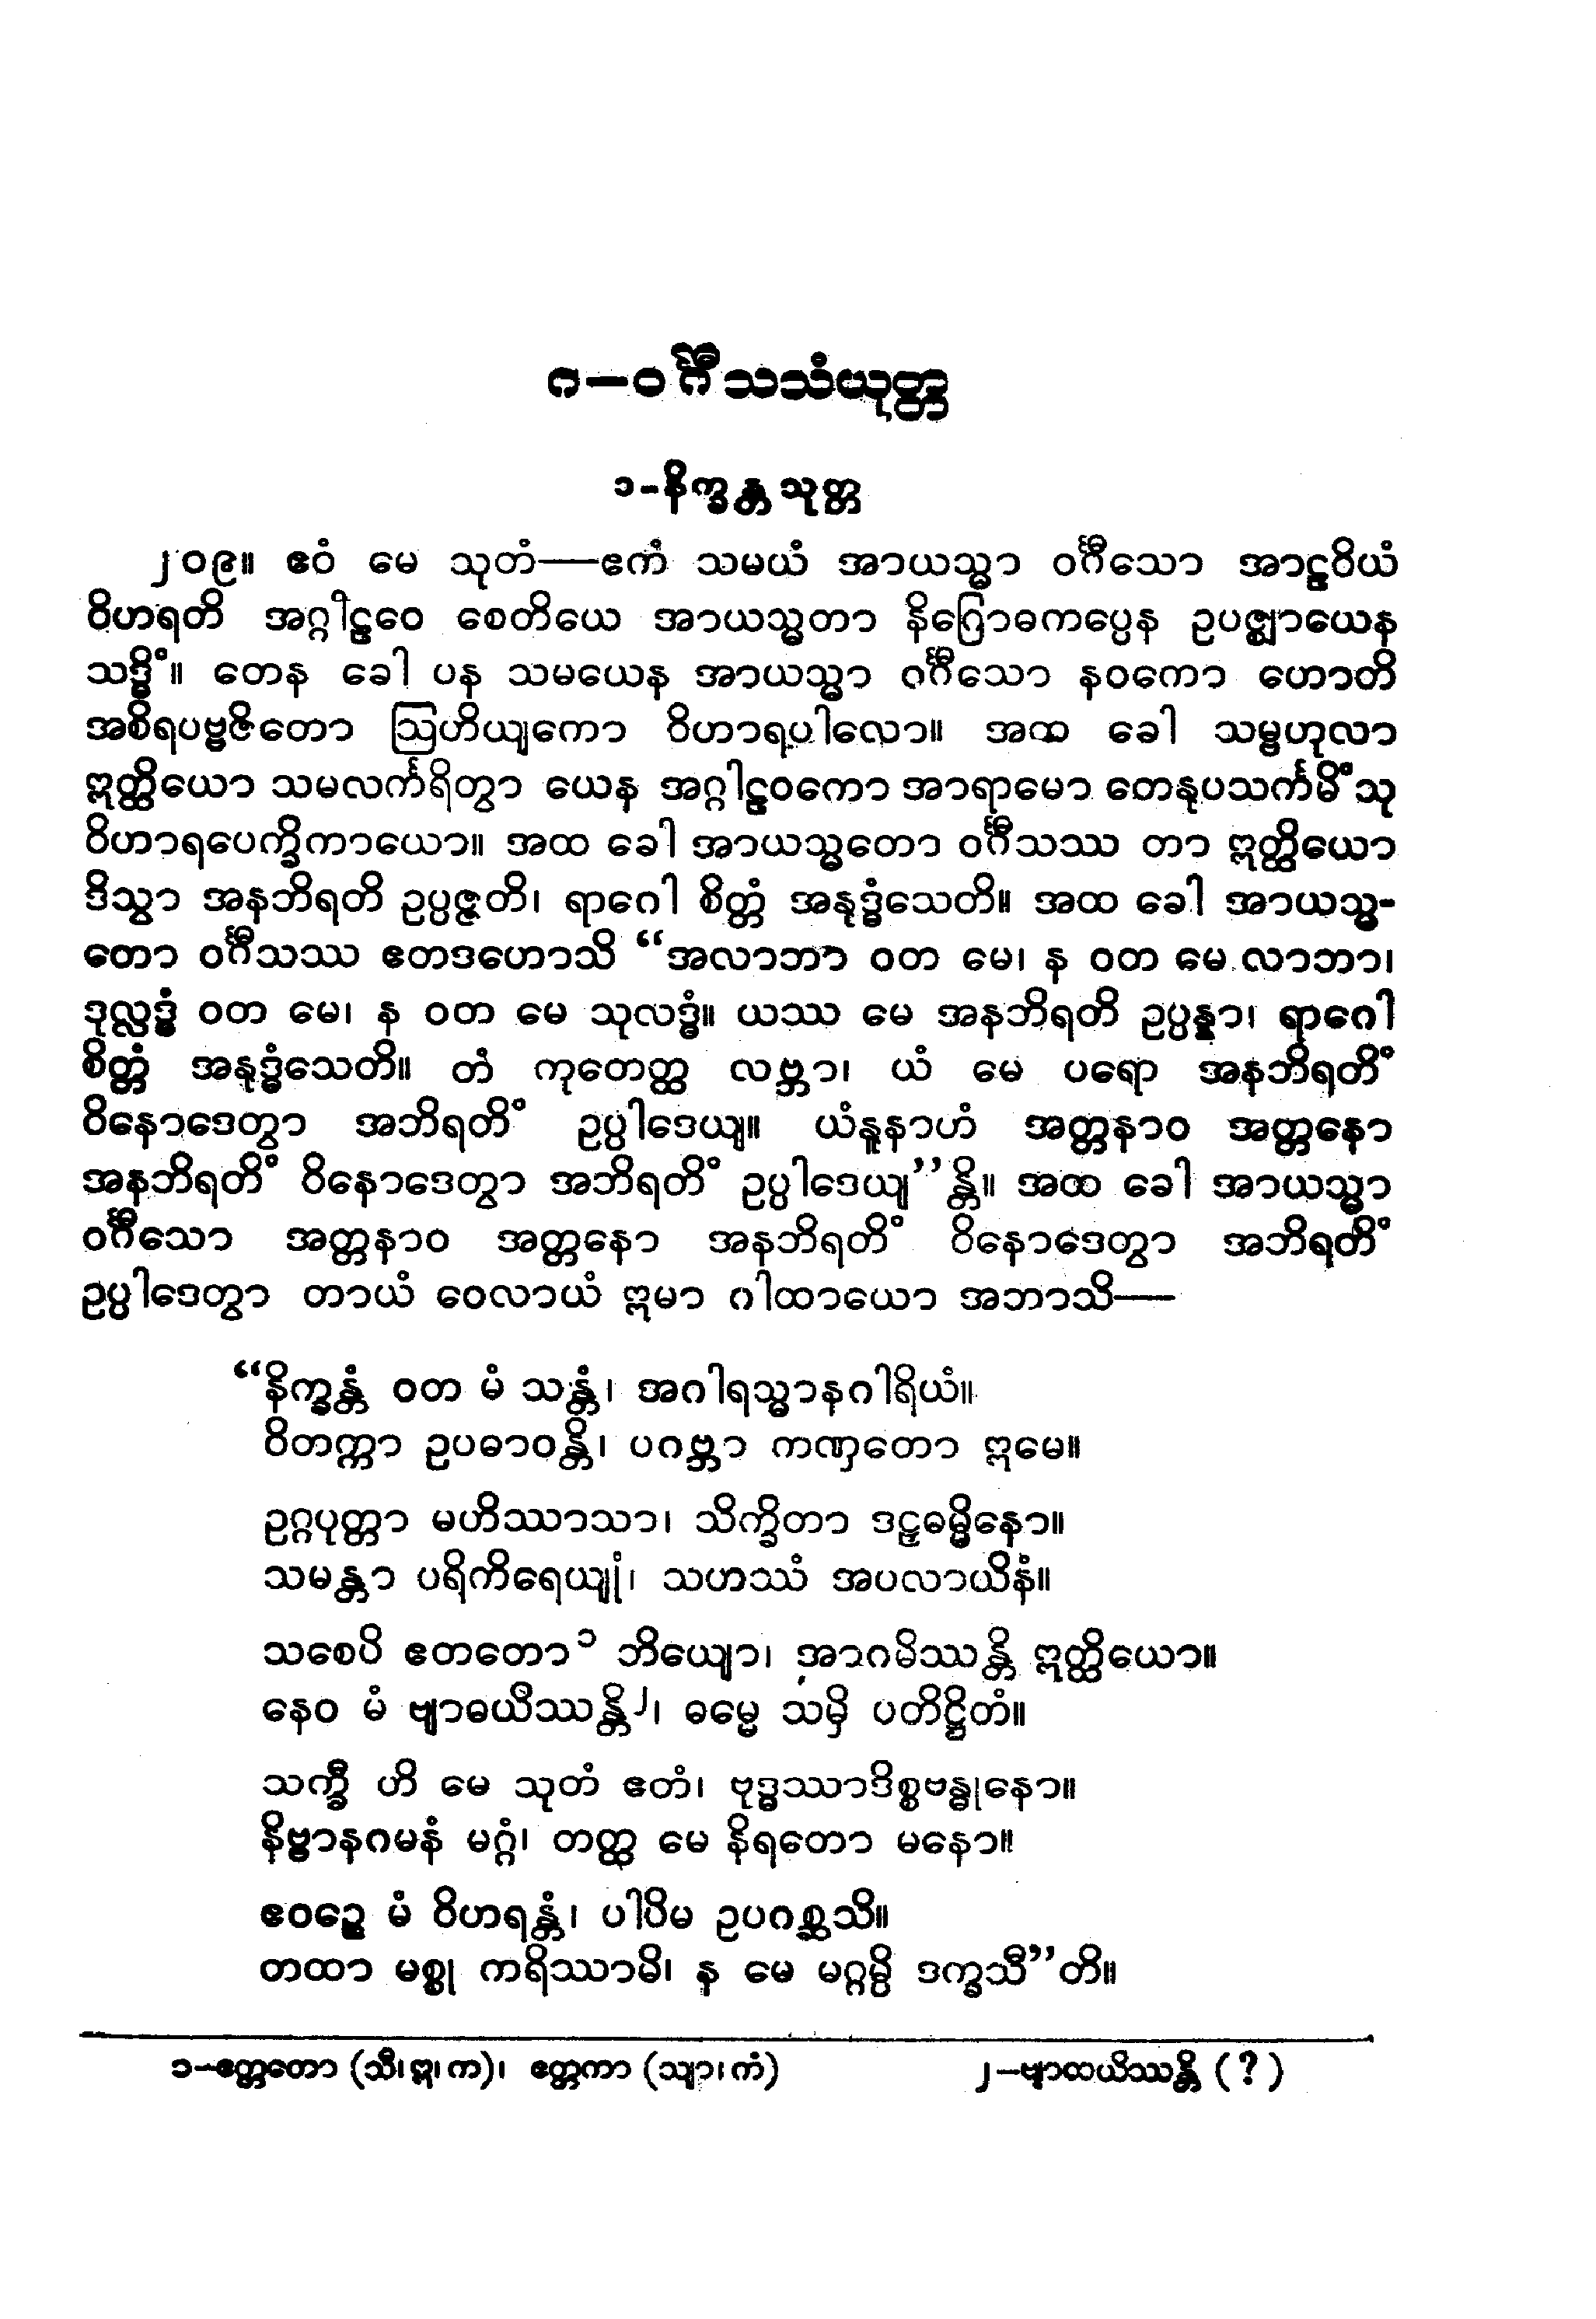 ၈–ဝင်္ဂီသသံယုတ္တ
၁-နိက္ခန္တသုတ္တ
၂၀၉။ ဧဝံ မေ သုတံ—ဧကံ သမယံ အာယသ္မာ ဝင်္ဂီသော အာဠဝိယံ
ဝိဟရတိ အဂ္ဂါဠဝေ စေတိယေ အာယသ္မတာ နိဂြောဓကပ္ပေန ဥပဇ္ဈာယေန
သဒ္ဓိံ။ တေန ခေါ ပန သမယေန အာယသ္မာ ဝင်္ဂီသော နဝကော ဟောတိ
အစိရပဗ္ဗဇိတော ဩဟိယျကော ဝိဟာရပါလော။ အထ ခေါ သမ္ဗဟုလာ
ဣတ္ထိယော သမလင်္ကရိတွာ ယေန အဂ္ဂါဠဝကော အာရာမော တေနုပသင်္ကမိံသု
ဝိဟာရပေက္ခိကာယော။ အထ ခေါ အာယသ္မတော ဝင်္ဂီသဿ တာ ဣတ္ထိယော
ဒိသွာ အနဘိရတိ ဥပ္ပဇ္ဇတိ၊ ရာဂေါ စိတ္တံ အနုဒ္ဓံသေတိ။ အထ ခေါ အာယသ္မ-
တော ဝင်္ဂီသဿ ဧတဒဟောသိ “အလာဘာ ဝတ မေ၊ န ဝတ မေ လာဘာ၊
ဒုလ္လဒ္ဓံ ဝတ မေ၊ န ဝတ မေ သုလဒ္ဓံ။ ယဿ မေ အနဘိရတိ ဥပ္ပန္နာ၊ ရာဂေါ
စိတ္တံ အနုဒ္ဓံသေတိ။ တံ ကုတေတ္ထ လဗ္ဘာ၊ ယံ မေ ပရော အနဘိရတိံ
ဝိနောဒေတွာ အဘိရတိံ ဥပ္ပါဒေယျ။ ယံနူနာဟံ အတ္တနာဝ အတ္တနော
အနဘိရတိံ ဝိနောဒေတွာ အဘိရတိံ ဥပ္ပါဒေယျ”န္တိ။ အထ ခေါ အာယသ္မာ
ဝင်္ဂီသော အတ္တနာဝ အတ္တနော အနဘိရတိံ ဝိနောဒေတွာ အဘိရတိံ
ဥပ္ပါဒေတွာ တာယံ ဝေလာယံ ဣမာ ဂါထာယော အဘာသိ—
“နိက္ခန္တံ ဝတ မံ သန္တံ၊ အဂါရသ္မာနဂါရိယံ။
ဝိတက္ကာ ဥပဓာဝန္တိ၊ ပဂဗ္ဘာ ကဏှတော ဣမေ။
ဥဂ္ဂပုတ္တာ မဟိဿာသာ၊ သိက္ခိတာ ဒဠှဓမ္မိနော။
သမန္တာ ပရိကိရေယျုံ၊ သဟဿံ အပလာယိနံ။
သစေပိ ဧတတော၁ ဘိယျော၊ အာဂမိဿန္တိ ဣတ္ထိယော။
နေဝ မံ ဗျာဓယိဿန္တိ၂၊ ဓမ္မေ သမှိ ပတိဋ္ဌိတံ။
သက္ခီ ဟိ မေ သုတံ ဧတံ၊ ဗုဒ္ဓဿာဒိစ္စဗန္ဓုနော။
နိဗ္ဗာနဂမနံ မဂ္ဂံ၊ တတ္ထ မေ နိရတော မနော။
ဧဝဉ္စေ မံ ဝိဟရန္တံ၊ ပါပိမ ဥပဂစ္ဆသိ။
တထာ မစ္စု ကရိဿာမိ၊ န မေ မဂ္ဂမ္ပိ ဒက္ခသီ”တိ။
၁–ဧတ္တတော (သီ၊ ဣ၊ က)၊ ဧတ္တကာ (သျာ၊ ကံ) ၂–ဗျာထယိဿန္တိ (?)